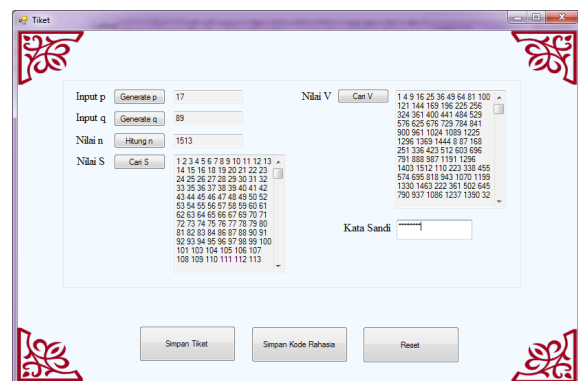 Tiket
Input p Generate p 17
Input q Generate q 89
Nilai n Hitung n 1513
Nilai S Cari S
1 2 3 4 5 6 7 8 9 10 11 12 13
14 15 16 18 19 20 21 22 23
24 25 26 27 28 29 30 31 32
33 35 36 37 38 39 40 41 42
43 44 45 46 47 48 49 50 52
53 54 55 56 57 58 59 60 61
62 63 64 65 66 67 69 70 71
72 73 74 75 76 77 78 79 80
81 82 83 84 86 87 88 90 91
92 93 94 95 96 97 98 99 100
101 103 104 105 106 107
108 109 110 111 112 113
Nilai V Cari V
1 4 9 16 25 36 49 64 81 100
121 144 169 196 225 256
324 361 400 441 484 529
576 625 676 729 784 841
900 961 1024 1089 1225
1296 1369 1444 8 87 168
251 336 423 512 603 696
791 888 987 1191 1296
1403 1512 110 223 338 455
574 695 818 943 1070 1199
1330 1463 222 361 502 645
790 937 1086 1237 1390 32
Kata Sandi ********
Simpan Tiket
Simpan Kode Rahasia
Reset